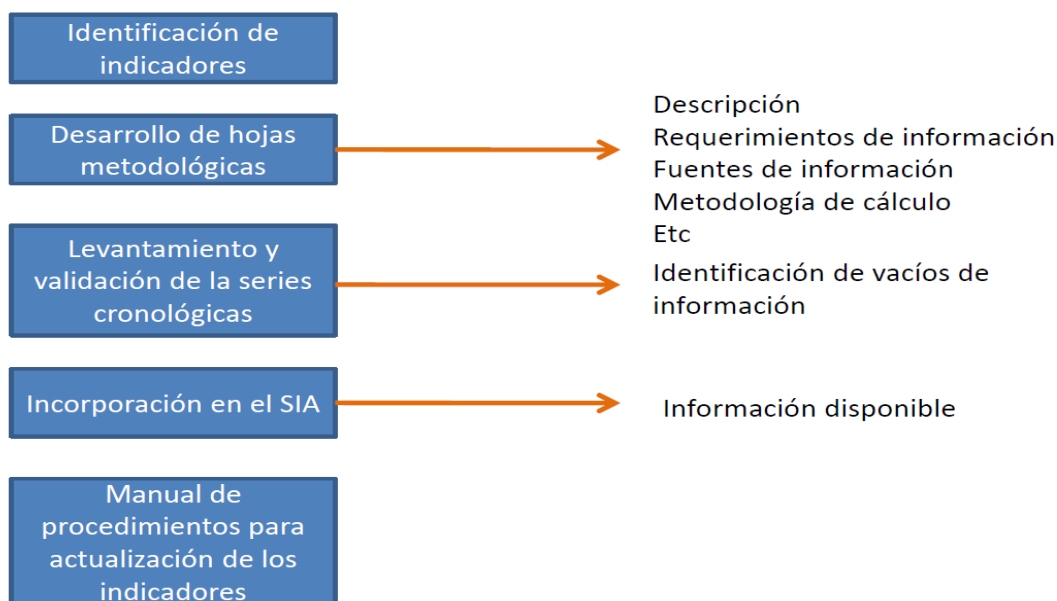 Identificación de
indicadores
Desarrollo de hojas
metodológicas
Descripción
Requerimientos de información
Fuentes de información
Metodología de cálculo
Etc
Levantamiento y
validación de la series
cronológicas
Identificación de vacíos de
información
Incorporación en el SIA
Información disponible
Manual de
procedimientos para
actualización de los
indicadores